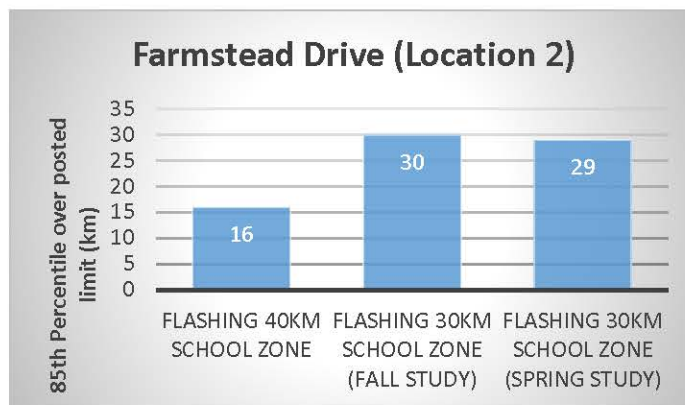 Farmstead Drive (Location 2)
85th Percentile over posted
limit (km)
35
30
25
20
15
10
5
0
16
30
29
FLASHING 40KM
SCHOOL ZONE
FLASHING 30KM
SCHOOL ZONE
(FALL STUDY)
FLASHING 30KM
SCHOOL ZONE
(SPRING STUDY)